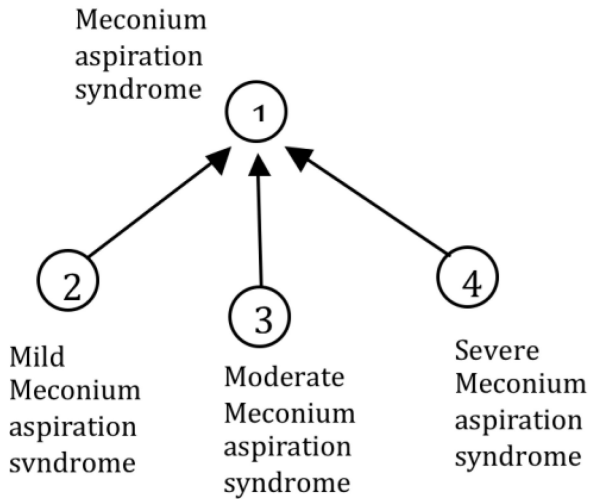 Meconium
aspiration
syndrome
1
2
3
4
Mild
Meconium
aspiration
svndrome
Moderate
Meconium
aspiration
syndrome
Severe
Meconium
aspiration
syndrome